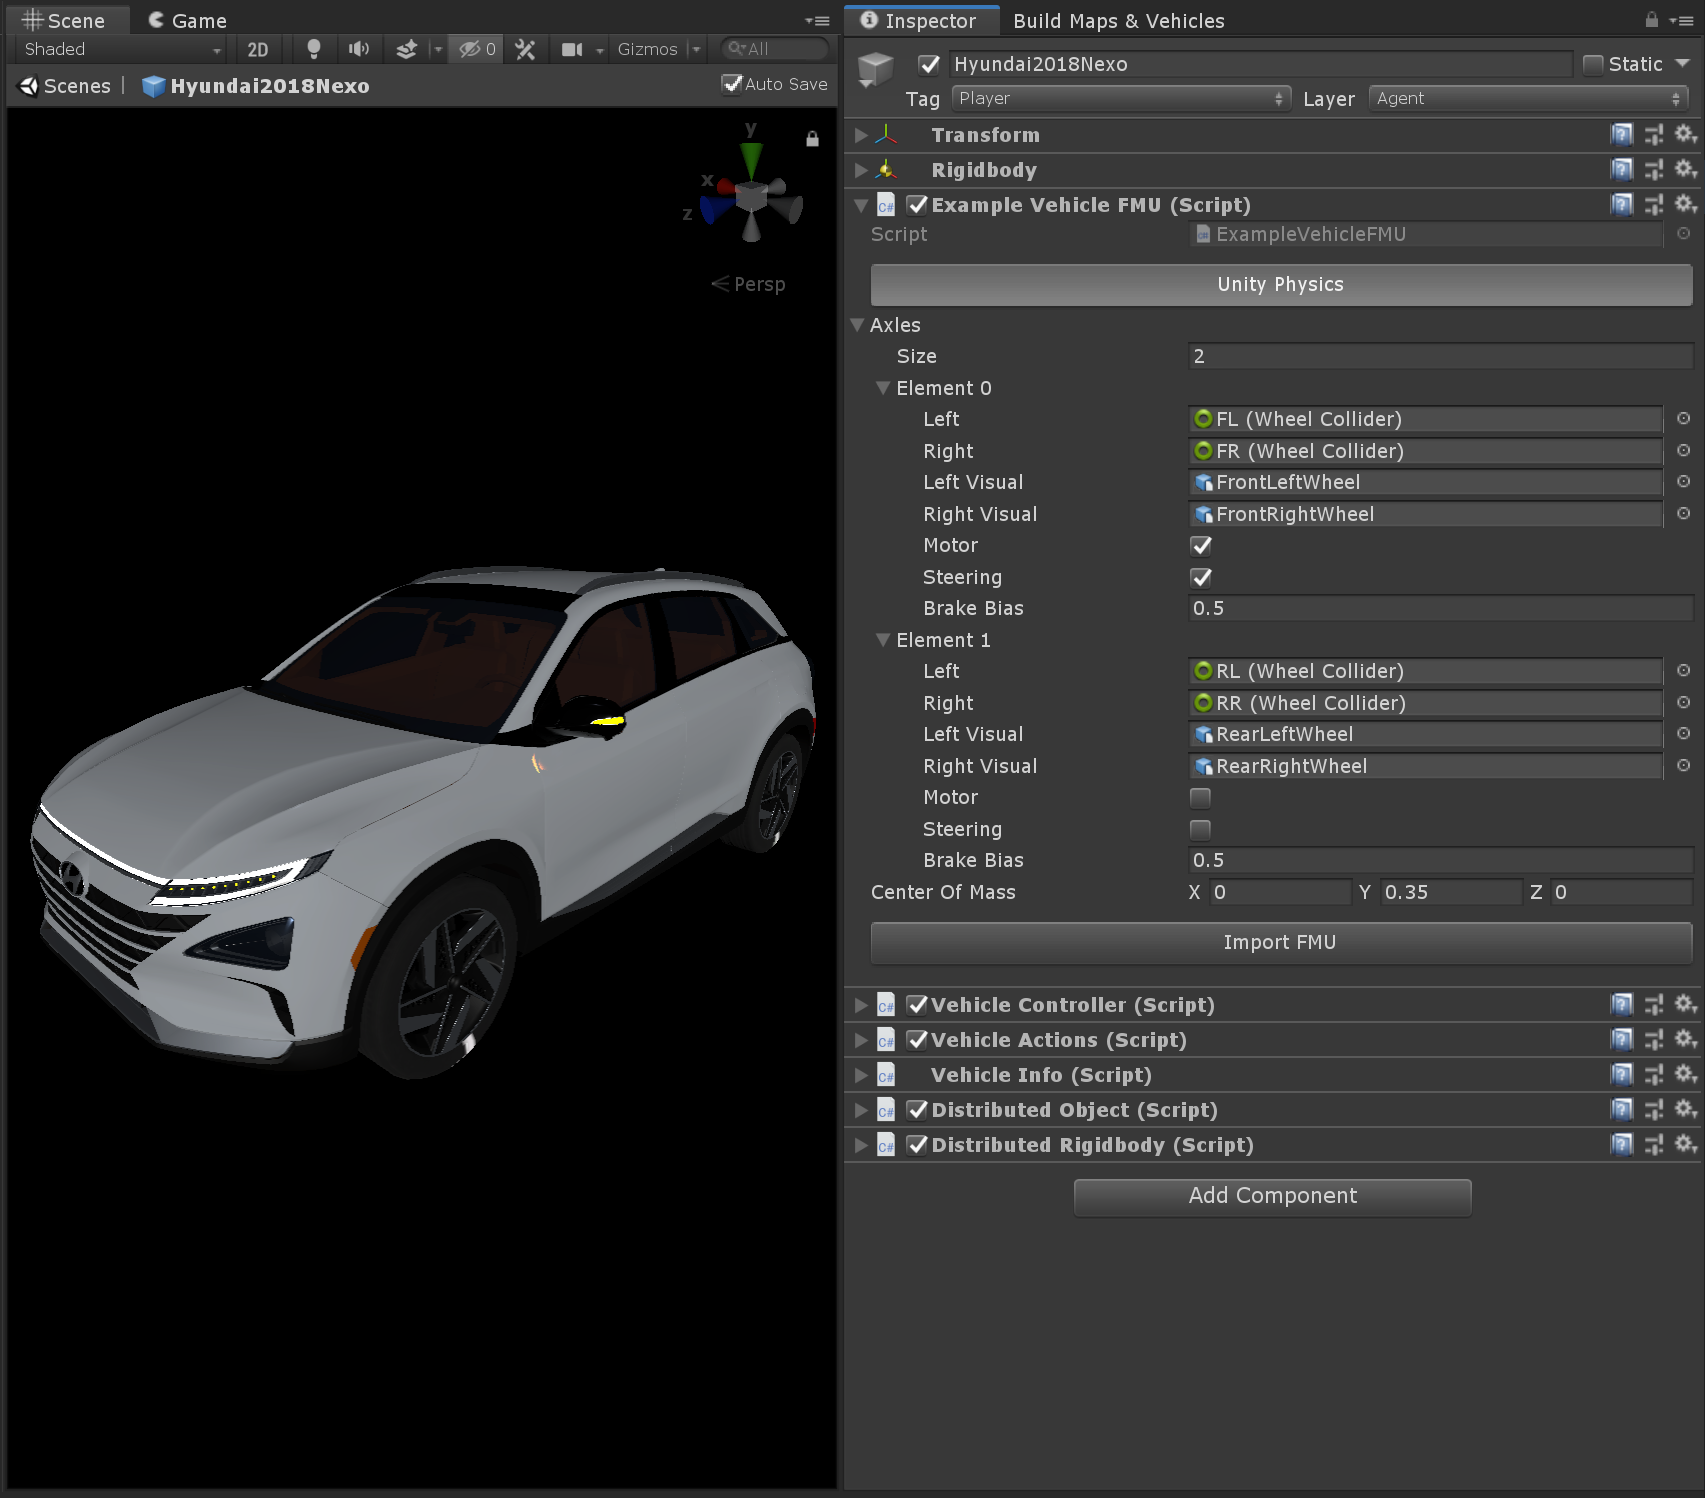 Scene Game
Shaded 2D 0 Gizmos All
Scenes Hyundai2018Nexo Auto Save
y
x
z
Persp
Inspector Build Maps & Vehicles
Hyundai2018Nexo Static
Tag Player Layer Agent
Transform
Rigidbody
C# Example Vehicle FMU (Script)
Script ExampleVehicleFMU
Unity Physics
Axles
Size 2
Element 0
Left FL (Wheel Collider)
Right FR (Wheel Collider)
Left Visual FrontLeftWheel
Right Visual FrontRightWheel
Motor
Steering
Brake Bias 0.5
Element 1
Left RL (Wheel Collider)
Right RR (Wheel Collider)
Left Visual RearLeftWheel
Right Visual RearRightWheel
Motor
Steering
Brake Bias 0.5
Center Of Mass X 0 Y 0.35 Z 0
Import FMU
C# Vehicle Controller (Script)
C# Vehicle Actions (Script)
C# Vehicle Info (Script)
C# Distributed Object (Script)
C# Distributed Rigidbody (Script)
Add Component